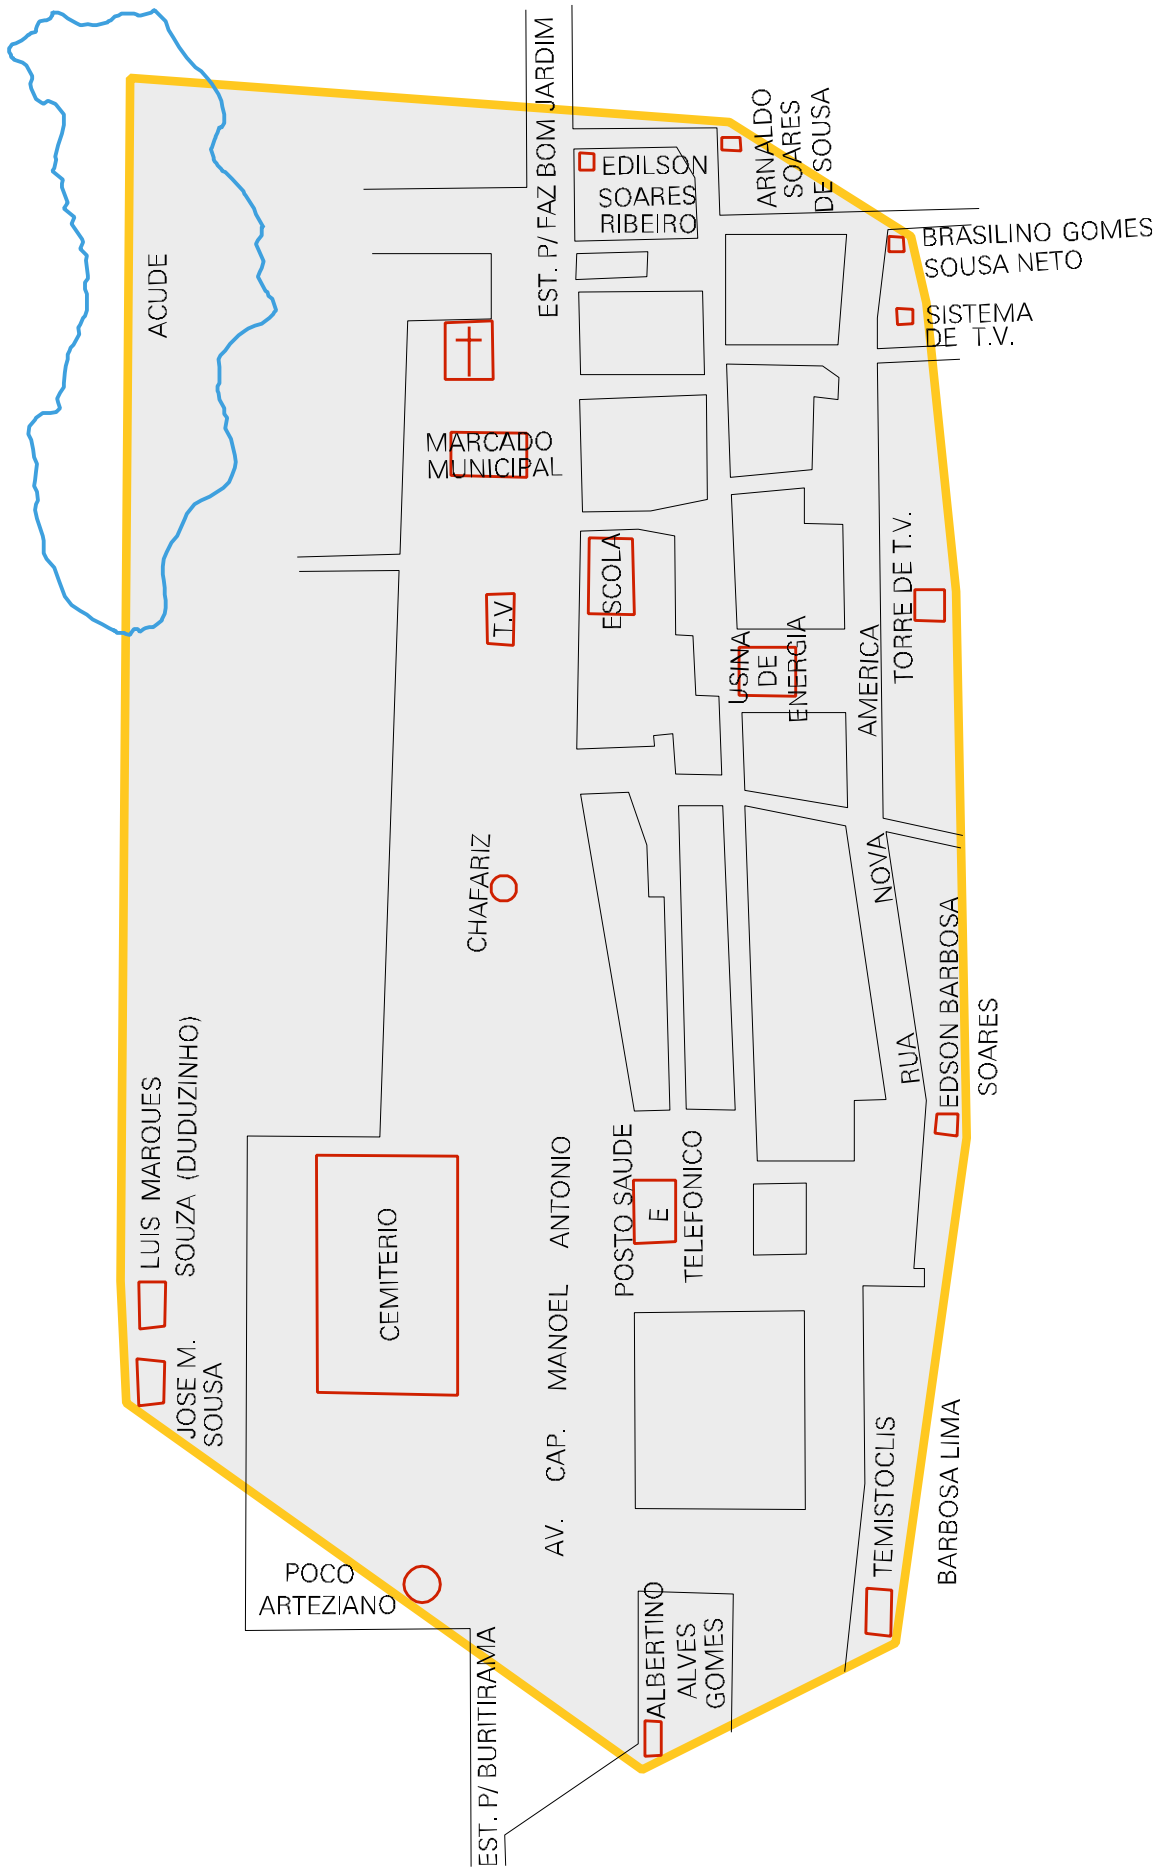 EST. P/ FAZ BOM JARDIM
ARNALDO
SOARES
DE SOUSA
EDILSON
SOARES
RIBEIRO
BRASILINO GOMES
SOUSA NETO
ACUDE
SISTEMA
DE T.V.
MARCADO
MUNICIPAL
ESCOLA
T.V
TORRE DE T.V.
USINA
DE
ENERGIA
RUA NOVA AMERICA
CHAFARIZ
EDSON BARBOSA
SOARES
LUIS MARQUES
SOUZA (DUDUZINHO)
JOSE M.
SOUSA
CEMITERIO
AV. CAP. MANOEL ANTONIO
POSTO SAUDE
E
TELEFONICO
TEMISTOCLIS
BARBOSA LIMA
POCO
ARTEZIANO
ALBERTINO
ALVES
GOMES
EST. P/ BURITIRAMA